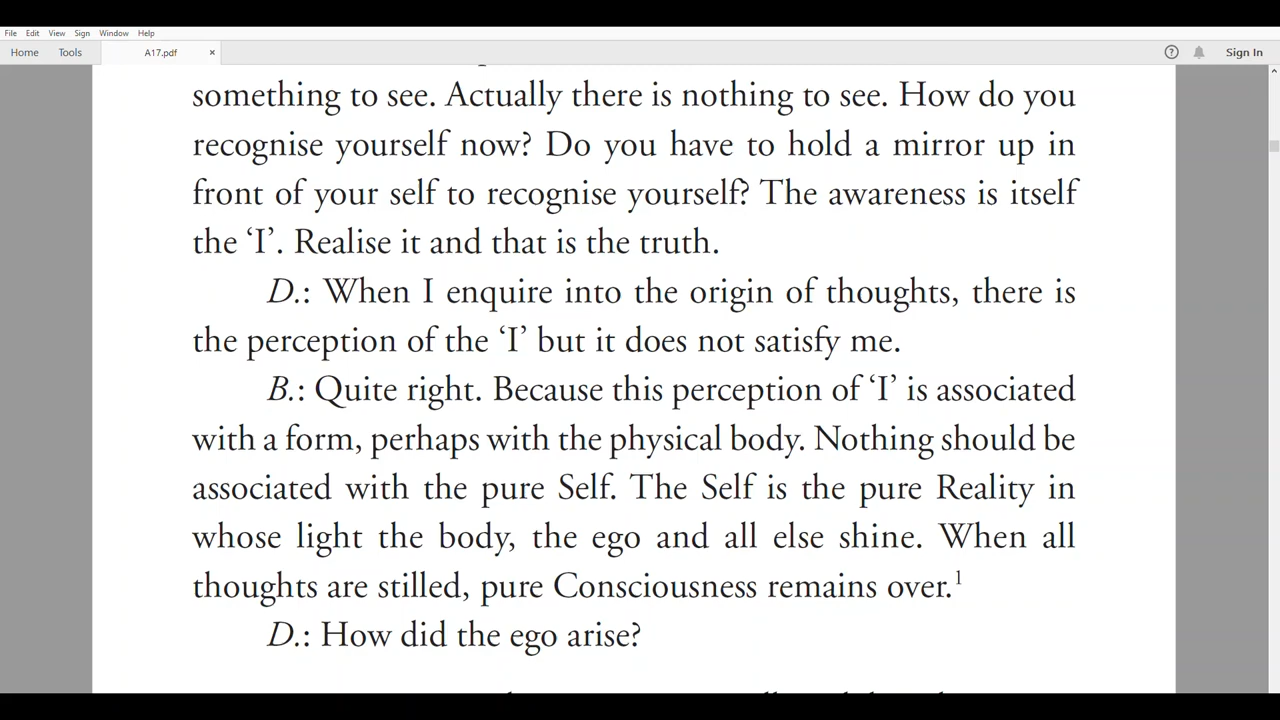 File Edit View Sign Window Help
Home Tools A17.pdf × ? Sign In
something to see. Actually there is nothing to see. How do you
recognise yourself now? Do you have to hold a mirror up in
front of your self to recognise yourself? The awareness is itself
the ‘I’. Realise it and that is the truth.
D.: When I enquire into the origin of thoughts, there is
the perception of the ‘I’ but it does not satisfy me.
B.: Quite right. Because this perception of ‘I’ is associated
with a form, perhaps with the physical body. Nothing should be
associated with the pure Self. The Self is the pure Reality in
whose light the body, the ego and all else shine. When all
thoughts are stilled, pure Consciousness remains over.1
D.: How did the ego arise?